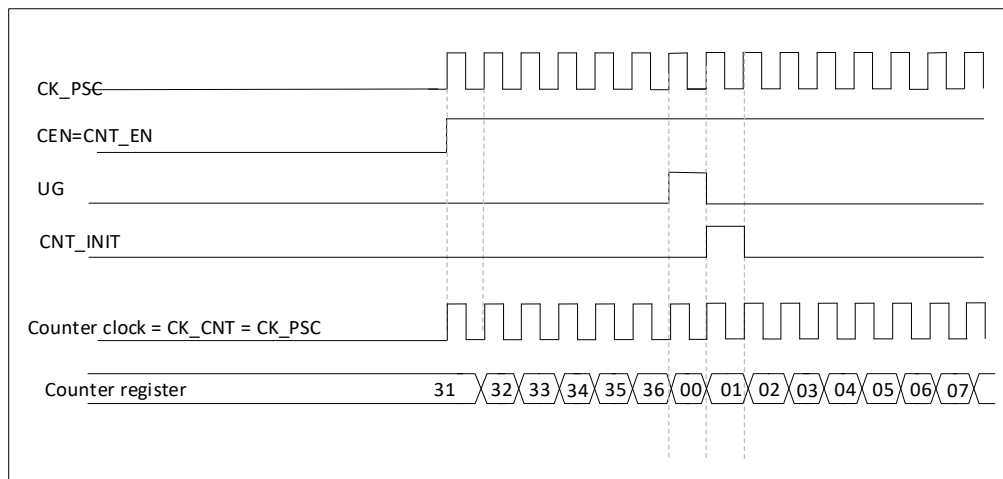 CK_PSC
CEN=CNT_EN
UG
CNT_INIT
Counter clock = CK_CNT = CK_PSC
Counter register 31 32 33 34 35 36 00 01 02 03 04 05 06 07